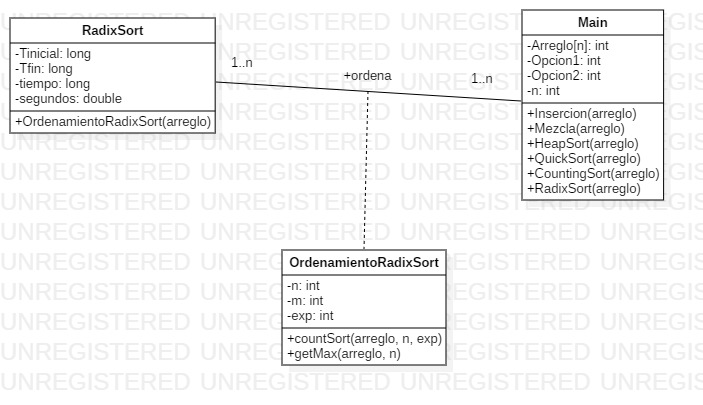 RadixSort
-Tinicial: long
-Tfin: long
-tiempo: long
-segundos: double
+OrdenamientoRadixSort(arreglo)
1..n
+ordena
1..n
Main
-Arreglo[n]: int
-Opcion1: int
-Opcion2: int
-n: int
+Insercion(arreglo)
+Mezcla(arreglo)
+HeapSort(arreglo)
+QuickSort(arreglo)
+CountingSort(arreglo)
+RadixSort(arreglo)
OrdenamientoRadixSort
-n: int
-m: int
-exp: int
+countSort(arreglo, n, exp)
+getMax(arreglo, n)
UNREGISTERED UNREGISTERED UNREGISTERED UNREGIS